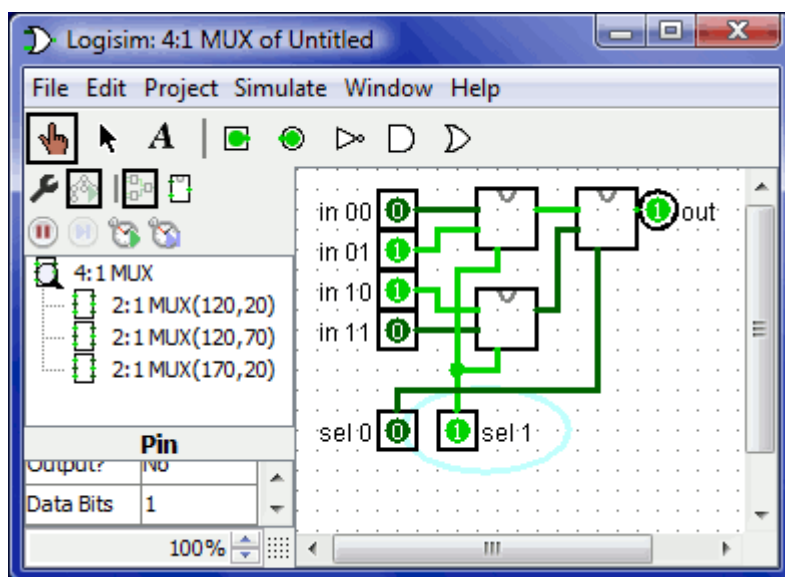 Logisim: 4:1 MUX of Untitled
File Edit Project Simulate Window Help
A
4:1 MUX
2:1 MUX(120,20)
2:1 MUX(120,70)
2:1 MUX(170,20)
Pin
Output? No
Data Bits 1
100%
in 00 0
in 01 1
in 10 1
in 11 0
1 out
sel 0 0
1 sel 1